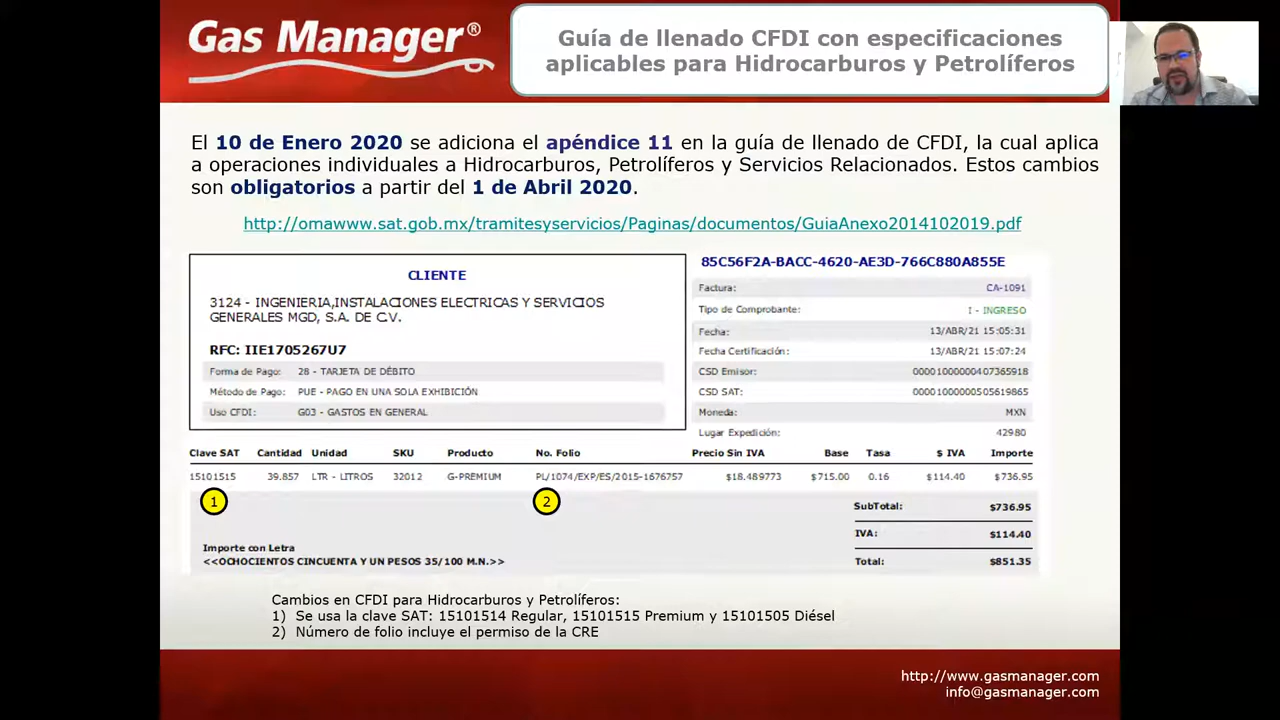 Gas Manager®
Guía de llenado CFDI con especificaciones
aplicables para Hidrocarburos y Petrolíferos
El 10 de Enero 2020 se adiciona el apéndice 11 en la guía de llenado de CFDI, la cual aplica
a operaciones individuales a Hidrocarburos, Petrolíferos y Servicios Relacionados. Estos cambios
son obligatorios a partir del 1 de Abril 2020.
http://omawww.sat.gob.mx/tramitesyservicios/Paginas/documentos/GuiaAnexo2014102019.pdf
CLIENTE
3124 - INGENIERIA,INSTALACIONES ELECTRICAS Y SERVICIOS
GENERALES MGD, S.A. DE C.V.
RFC: IIE1705267U7
Forma de Pago: 28 - TARJETA DE DÉBITO
Método de Pago: PUE - PAGO EN UNA SOLA EXHIBICIÓN
Uso CFDI: G03 - GASTOS EN GENERAL
85C56F2A-BACC-4620-AE3D-766C880A855E
Factura: CA-1091
Tipo de Comprobante: I - INGRESO
Fecha: 13/ABR/21 15:05:31
Fecha Certificación: 13/ABR/21 15:07:24
CSD Emisor: 00001000000407365918
CSD SAT: 00001000000505619865
Moneda: MXN
Lugar Expedición: 42980
Clave SAT Cantidad Unidad SKU Producto No. Folio Precio Sin IVA Base Tasa $ IVA Importe
15101515 39.857 LTR - LITROS 32012 G-PREMIUM PL/1074/EXP/ES/2015-1676757 $18.489773 $715.00 0.16 $114.40 $736.95
1 2
SubTotal: $736.95
IVA: $114.40
Total: $851.35
Importe con Letra
<<OCHOCIENTOS CINCUENTA Y UN PESOS 35/100 M.N.>>
Cambios en CFDI para Hidrocarburos y Petrolíferos:
1) Se usa la clave SAT: 15101514 Regular, 15101515 Premium y 15101505 Diésel
2) Número de folio incluye el permiso de la CRE
http://www.gasmanager.com
info@gasmanager.com